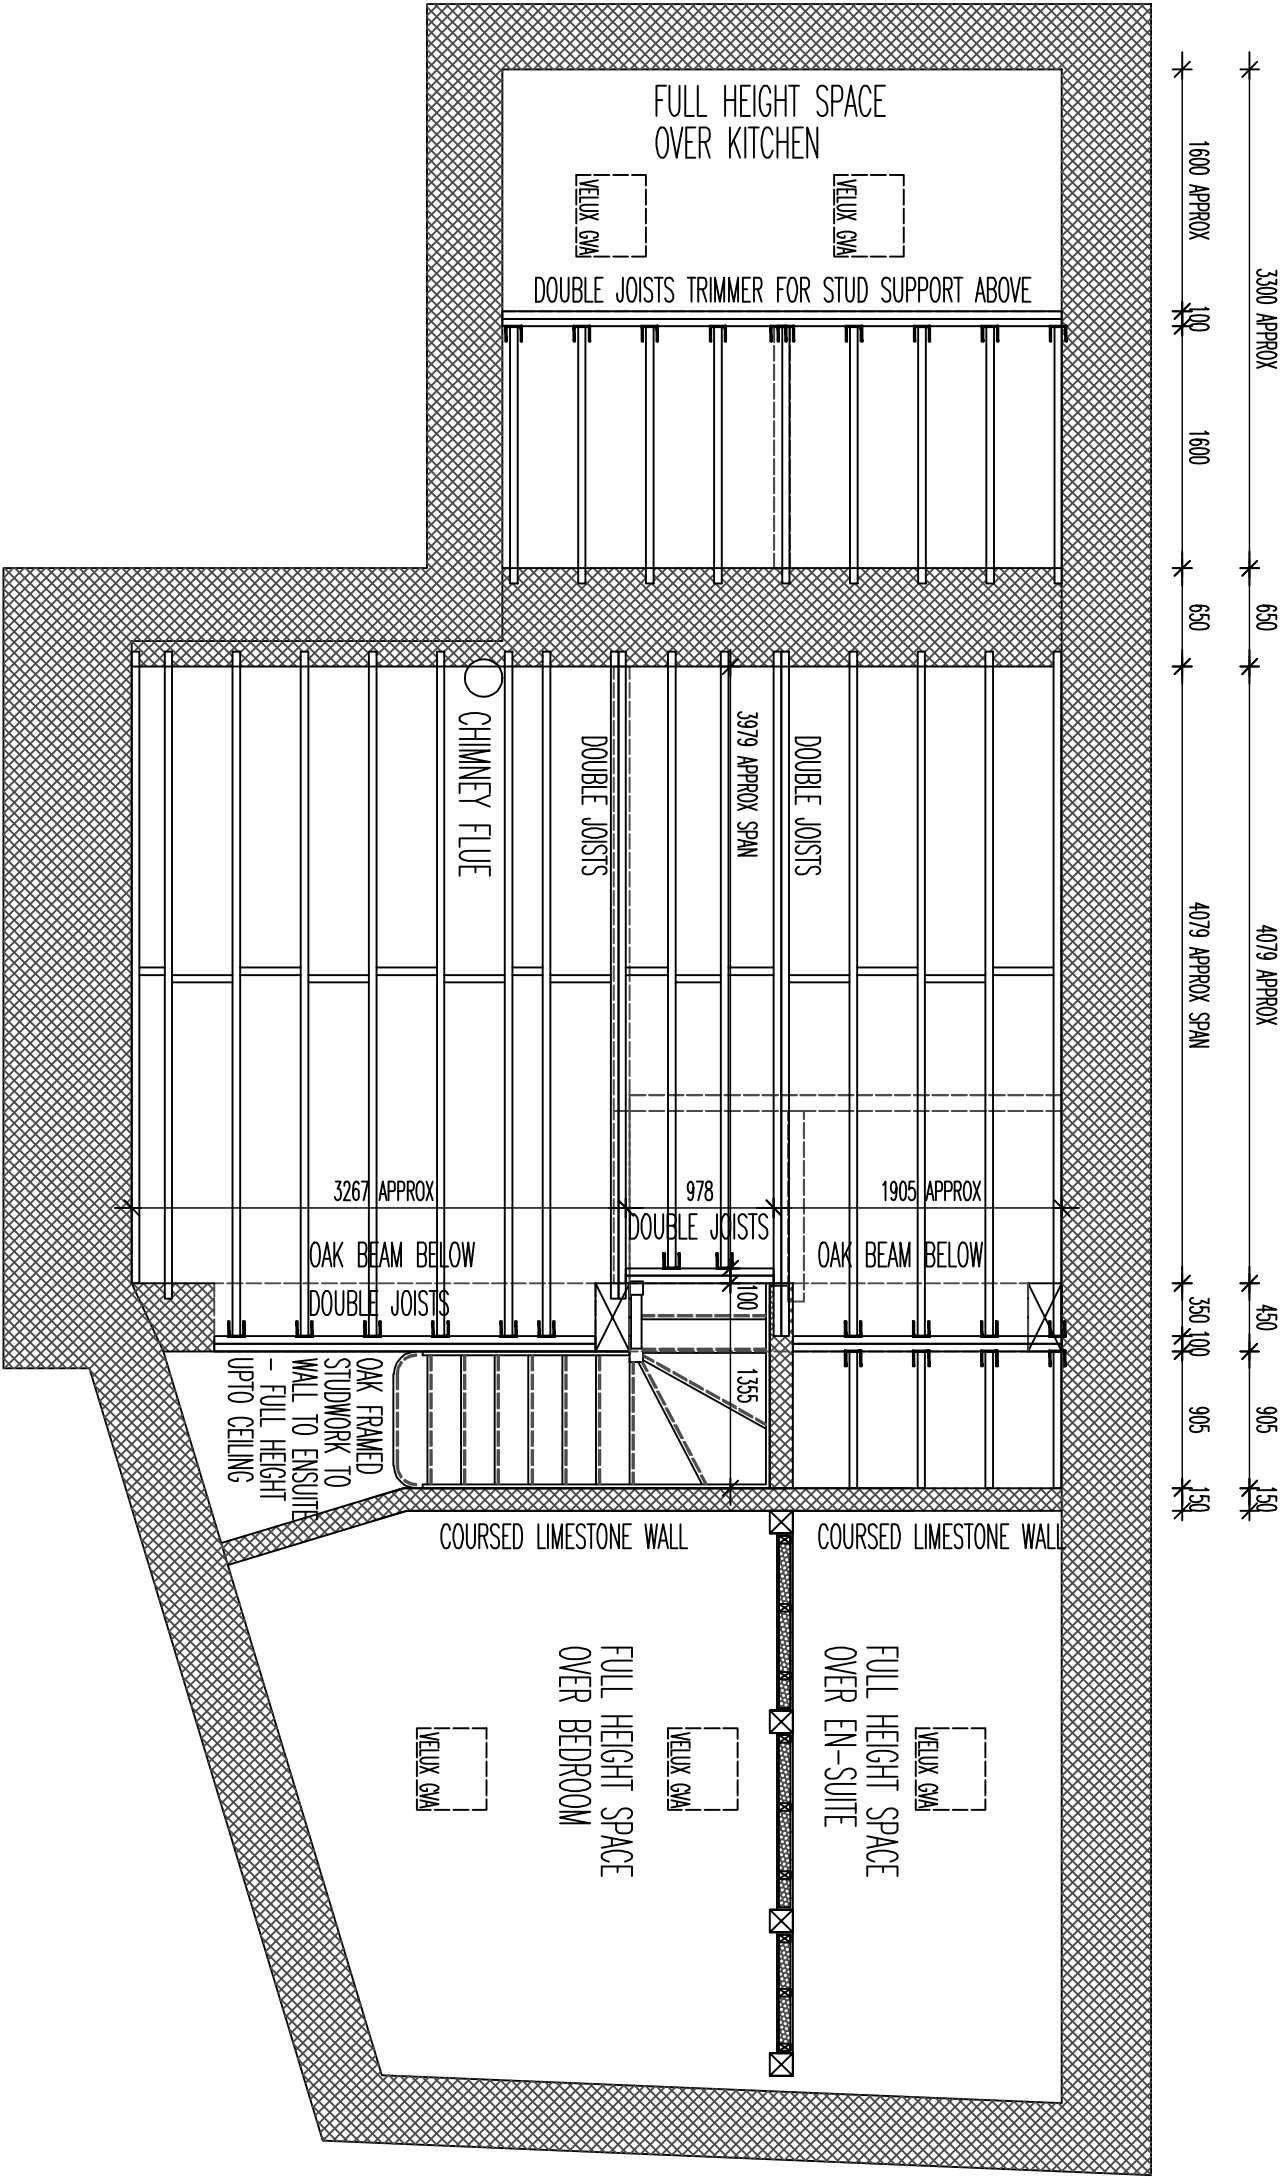 FULL HEIGHT SPACE
OVER KITCHEN
VELUX GVA
VELUX GVA
DOUBLE JOISTS TRIMMER FOR STUD SUPPORT ABOVE
1600 APPROX
100
1600
650
4079 APPROX SPAN
350
100
905
150
3300 APPROX
650
4079 APPROX
450
905
150
CHIMNEY FLUE
DOUBLE JOISTS
3979 APPROX SPAN
DOUBLE JOISTS
3267 APPROX
978
1905 APPROX
DOUBLE JOISTS
OAK BEAM BELOW
OAK BEAM BELOW
DOUBLE JOISTS
100
1355
OAK FRAMED
STUDWORK TO
WALL TO ENSUITE
- FULL HEIGHT
UPTO CEILING
COURSED LIMESTONE WALL
COURSED LIMESTONE WALL
FULL HEIGHT SPACE
OVER BEDROOM
FULL HEIGHT SPACE
OVER EN-SUITE
VELUX GVA
VELUX GVA
VELUX GVA